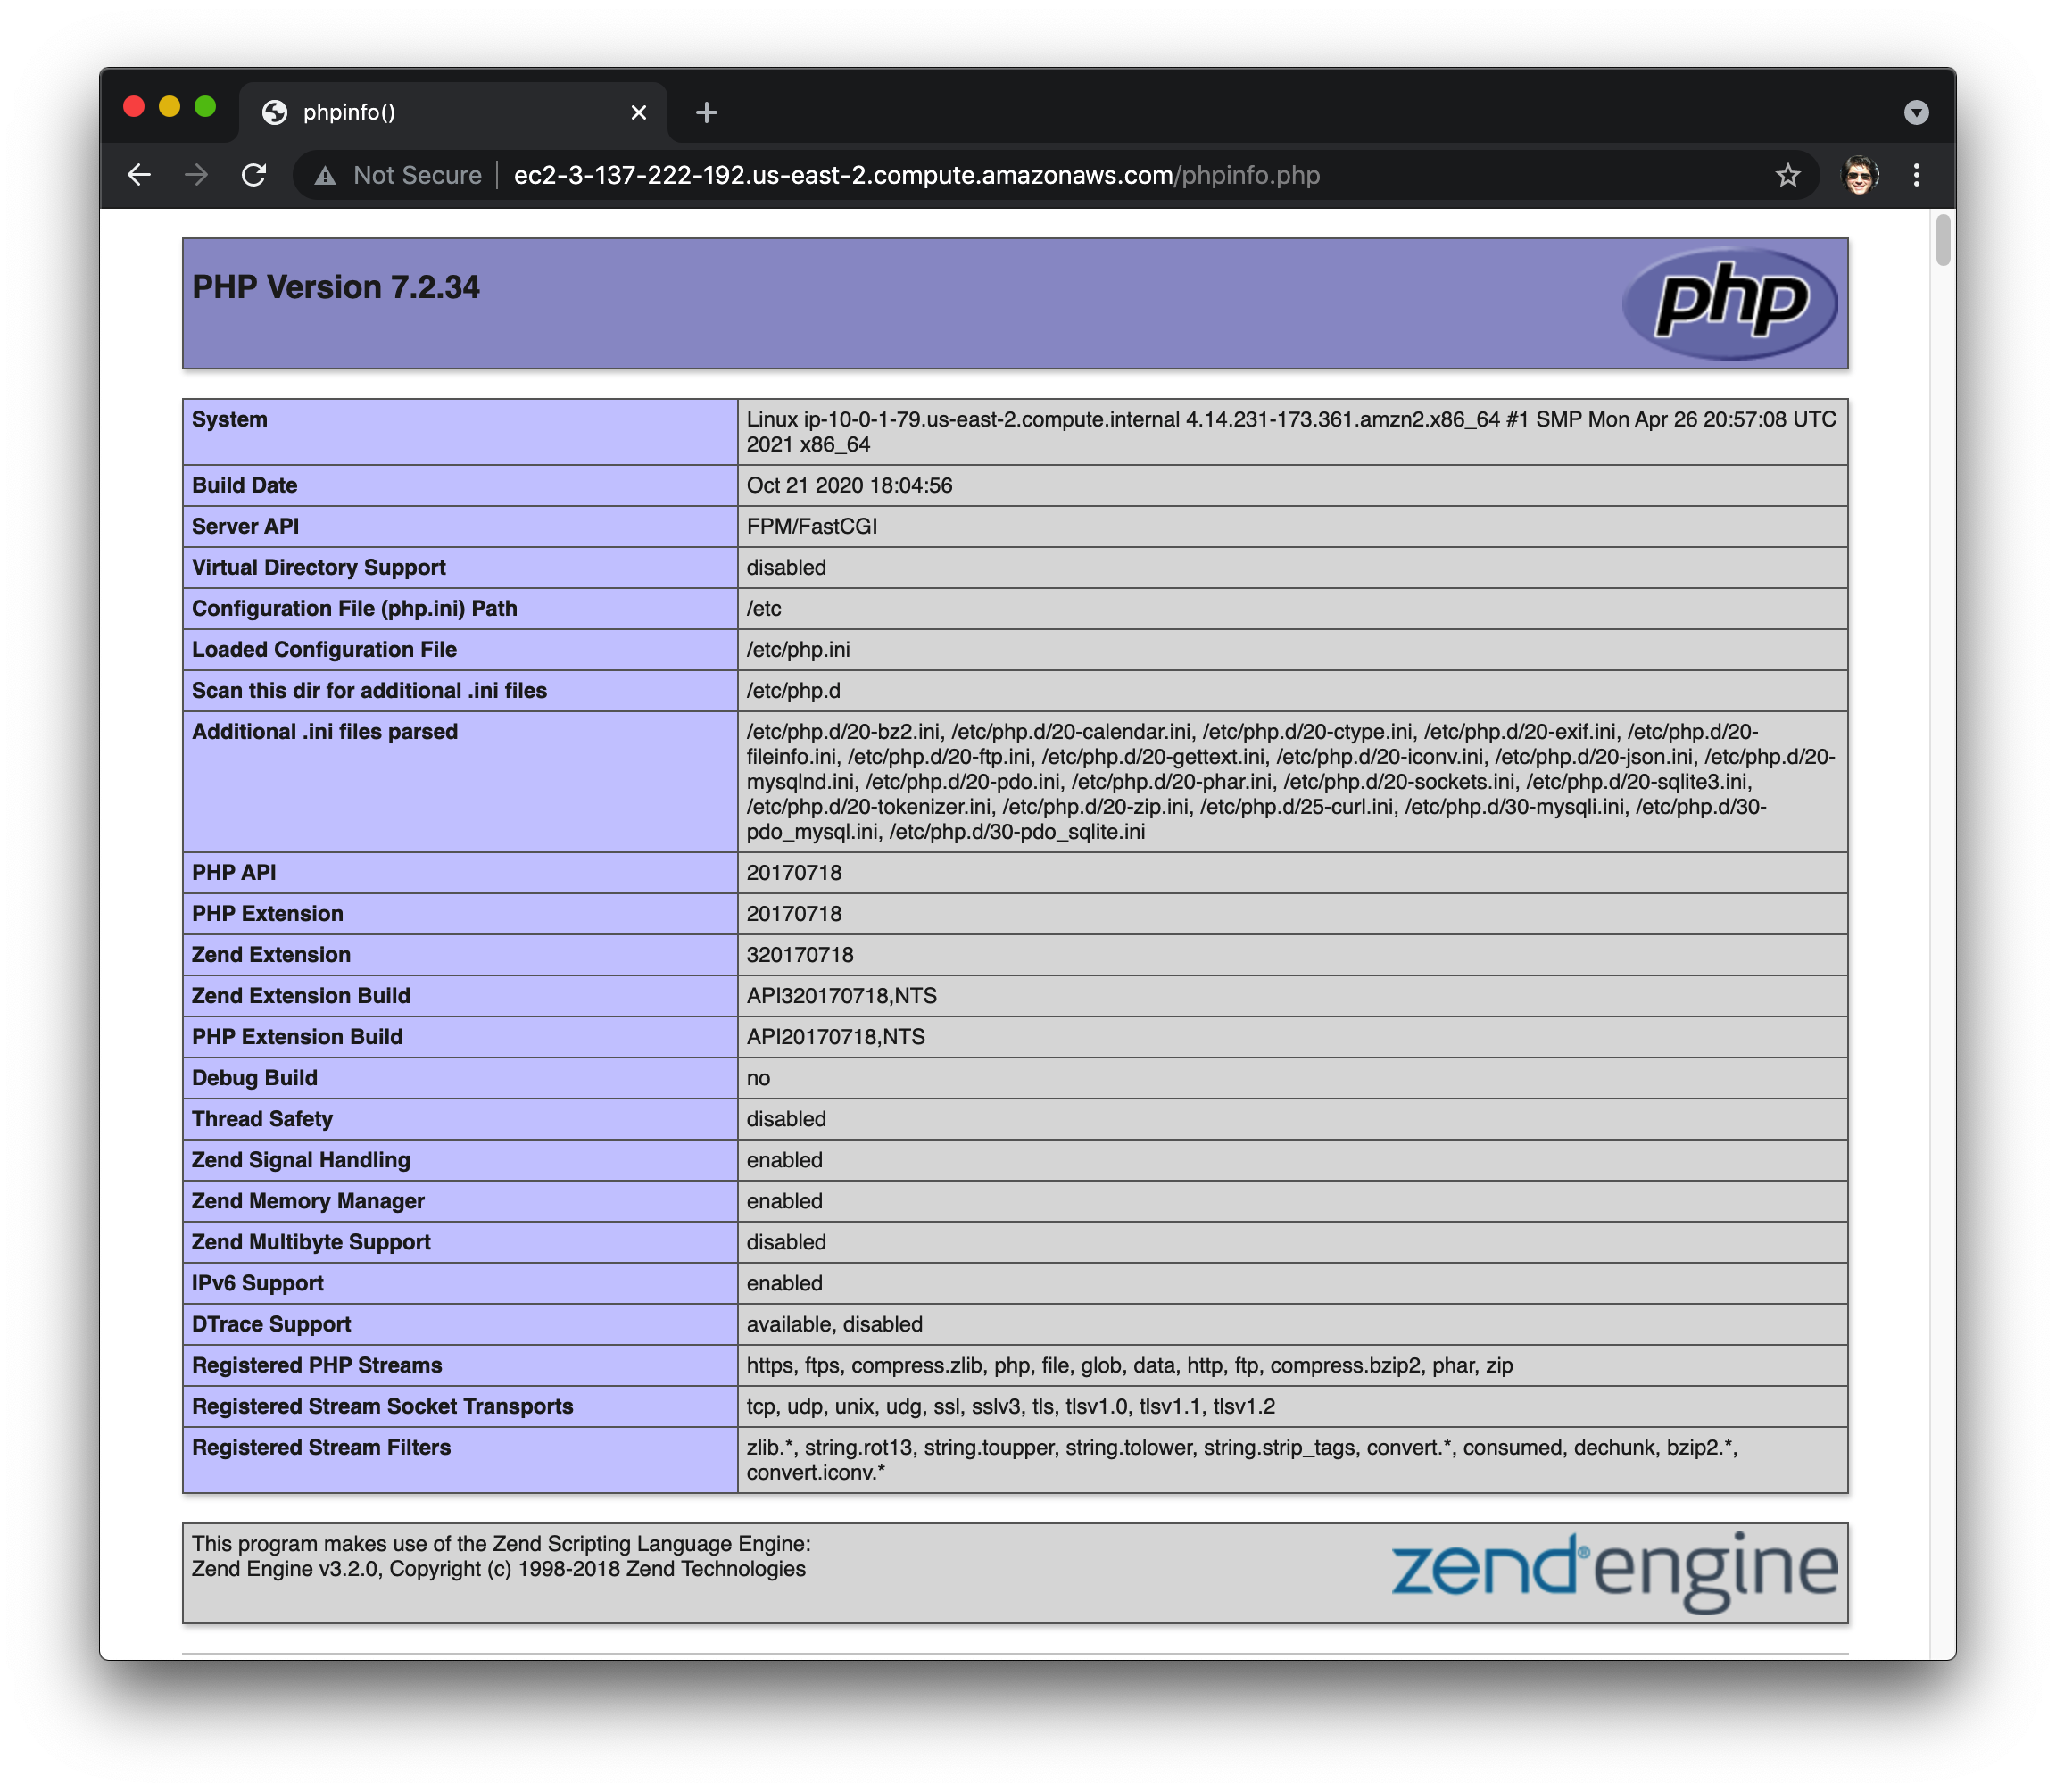 phpinfo()
Not Secure ec2-3-137-222-192.us-east-2.compute.amazonaws.com/phpinfo.php
PHP Version 7.2.34
php
System Linux ip-10-0-1-79.us-east-2.compute.internal 4.14.231-173.361.amzn2.x86_64 #1 SMP Mon Apr 26 20:57:08 UTC
2021 x86_64
Build Date Oct 21 2020 18:04:56
Server API FPM/FastCGI
Virtual Directory Support disabled
Configuration File (php.ini) Path /etc
Loaded Configuration File /etc/php.ini
Scan this dir for additional .ini files /etc/php.d
Additional .ini files parsed /etc/php.d/20-bz2.ini, /etc/php.d/20-calendar.ini, /etc/php.d/20-ctype.ini, /etc/php.d/20-exif.ini, /etc/php.d/20-
fileinfo.ini, /etc/php.d/20-ftp.ini, /etc/php.d/20-gettext.ini, /etc/php.d/20-iconv.ini, /etc/php.d/20-json.ini, /etc/php.d/20-
mysqlnd.ini, /etc/php.d/20-pdo.ini, /etc/php.d/20-phar.ini, /etc/php.d/20-sockets.ini, /etc/php.d/20-sqlite3.ini,
/etc/php.d/20-tokenizer.ini, /etc/php.d/20-zip.ini, /etc/php.d/25-curl.ini, /etc/php.d/30-mysqli.ini, /etc/php.d/30-
pdo_mysql.ini, /etc/php.d/30-pdo_sqlite.ini
PHP API 20170718
PHP Extension 20170718
Zend Extension 320170718
Zend Extension Build API320170718,NTS
PHP Extension Build API20170718,NTS
Debug Build no
Thread Safety disabled
Zend Signal Handling enabled
Zend Memory Manager enabled
Zend Multibyte Support disabled
IPv6 Support enabled
DTrace Support available, disabled
Registered PHP Streams https, ftps, compress.zlib, php, file, glob, data, http, ftp, compress.bzip2, phar, zip
Registered Stream Socket Transports tcp, udp, unix, udg, ssl, sslv3, tls, tlsv1.0, tlsv1.1, tlsv1.2
Registered Stream Filters zlib.*, string.rot13, string.toupper, string.tolower, string.strip_tags, convert.*, consumed, dechunk, bzip2.*,
convert.iconv.*
This program makes use of the Zend Scripting Language Engine:
Zend Engine v3.2.0, Copyright (c) 1998-2018 Zend Technologies
zend®engine